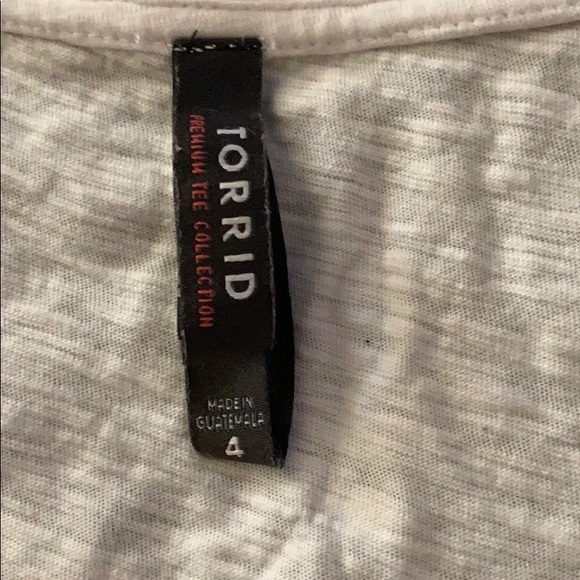 TORRID
PREMIUM TEE COLLECTION
MADE IN
GUATEMALA
4